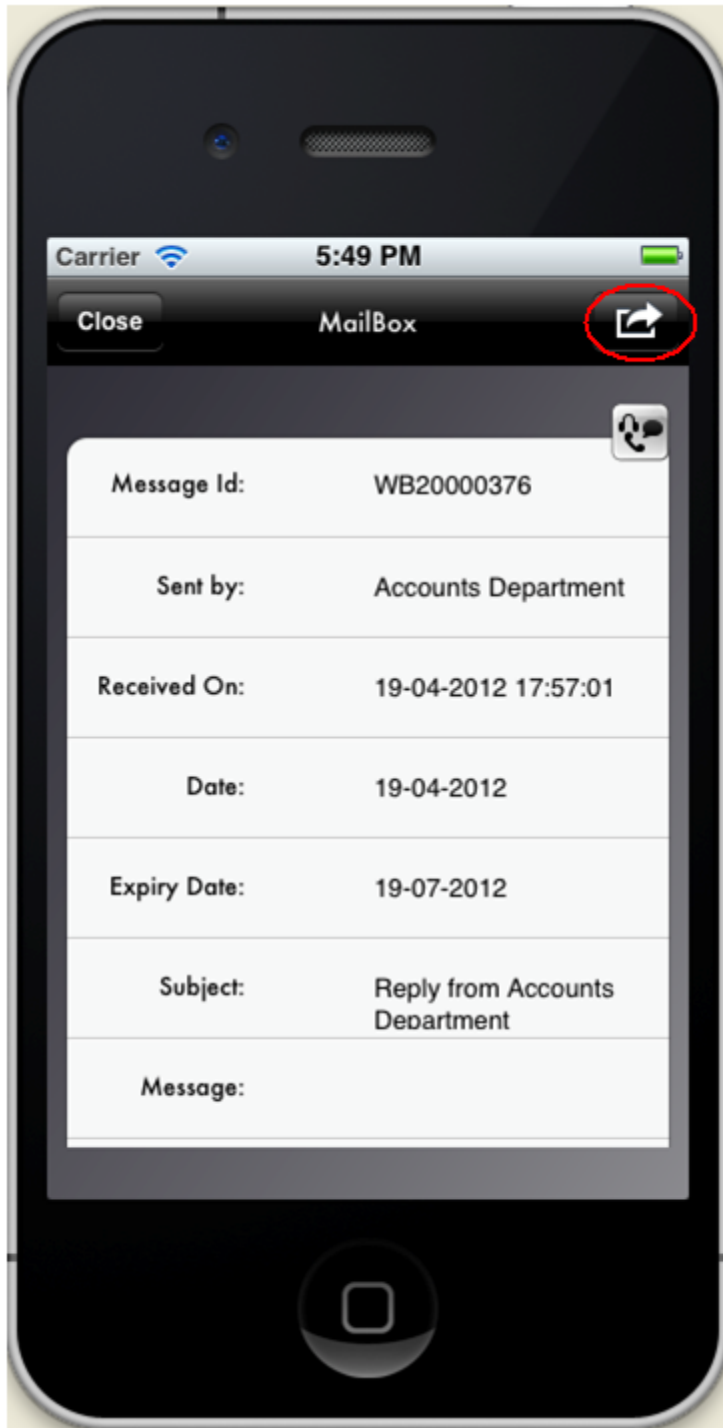 Carrier 5:49 PM
Close MailBox
Message Id: WB20000376
Sent by: Accounts Department
Received On: 19-04-2012 17:57:01
Date: 19-04-2012
Expiry Date: 19-07-2012
Subject: Reply from Accounts
Department
Message: